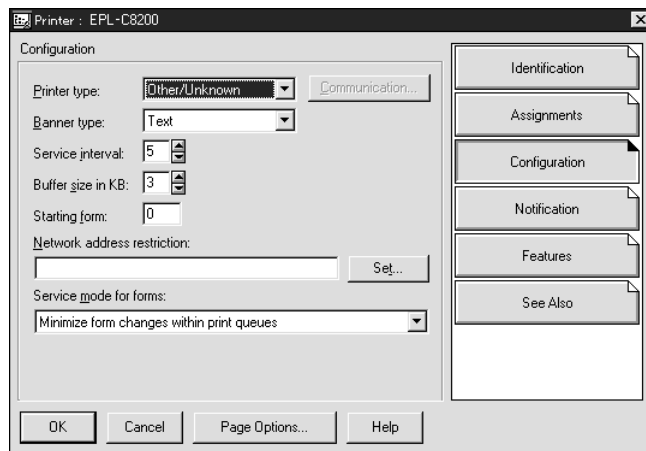 Printer : EPL-C8200
Configuration
Printer type: Other/Unknown Communication...
Banner type: Text
Service interval: 5
Buffer size in KB: 3
Starting form: 0
Network address restriction:
Set...
Service mode for forms:
Minimize form changes within print queues
Identification
Assignments
Configuration
Notification
Features
See Also
OK Cancel Page Options... Help